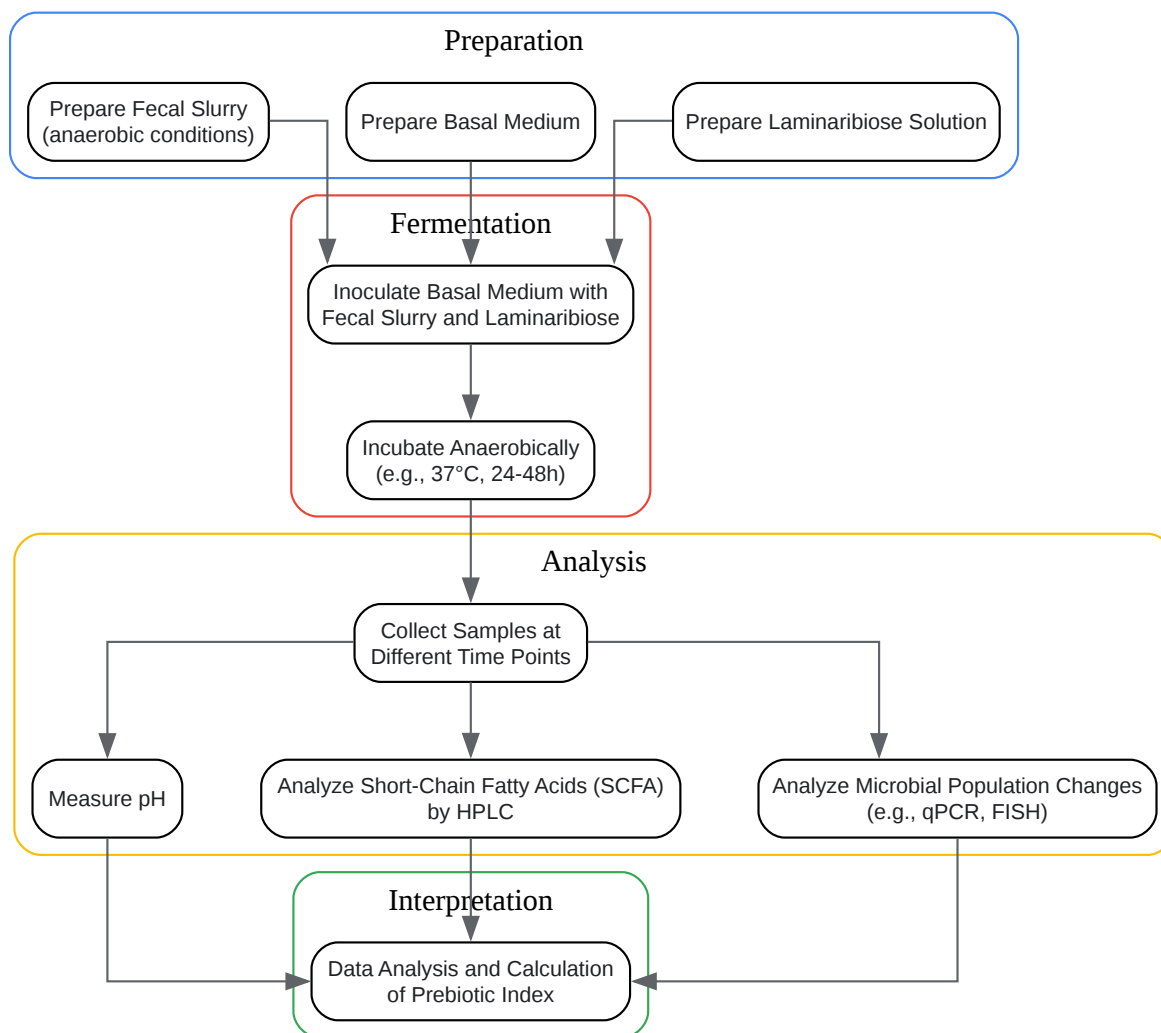 Preparation
Prepare Fecal Slurry
(anaerobic conditions)
Prepare Basal Medium
Prepare Laminaribiose Solution
Fermentation
Inoculate Basal Medium with
Fecal Slurry and Laminaribiose
Incubate Anaerobically
(e.g., 37°C, 24-48h)
Analysis
Collect Samples at
Different Time Points
Measure pH
Analyze Short-Chain Fatty Acids (SCFA)
by HPLC
Analyze Microbial Population Changes
(e.g., qPCR, FISH)
Interpretation
Data Analysis and Calculation
of Prebiotic Index